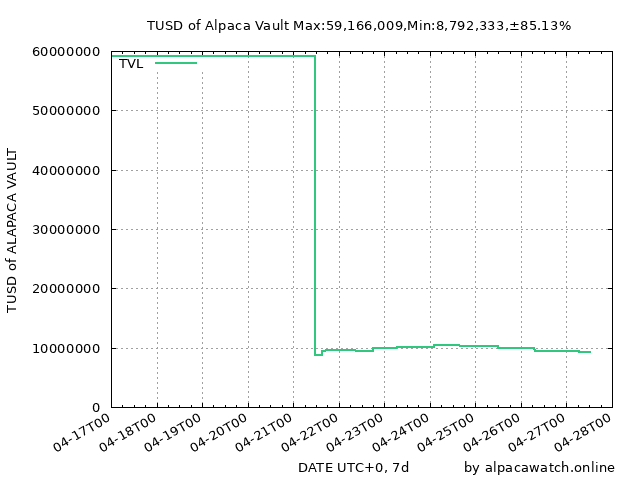 TUSD of Alpaca Vault Max:59,166,009,Min:8,792,333,±85.13%
60000000
TVL
50000000
40000000
30000000
20000000
10000000
0
TUSD of ALAPACA VAULT
04-17T00
04-18T00
04-19T00
04-20T00
04-21T00
04-22T00
04-23T00
04-24T00
04-25T00
04-26T00
04-27T00
04-28T00
DATE UTC+0, 7d
by alpacawatch.online